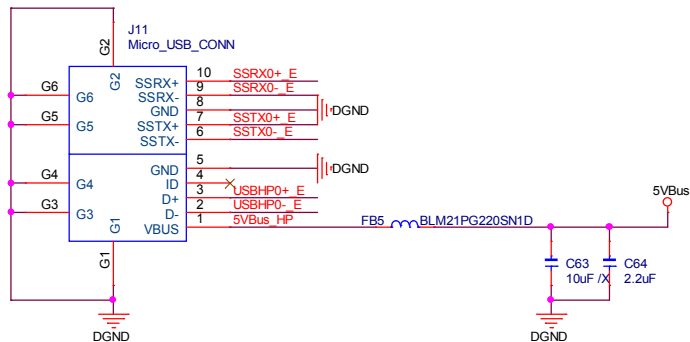 J11
Micro_USB_CONN
G2
G2
G6 G6
G5 G5
G4 G4
G3 G3
G1
G1
SSRX+ 10 SSRX0+_E
SSRX- 9 SSRX0-_E
GND 8 DGND
SSTX+ 7 SSTX0+_E
SSTX- 6 SSTX0-_E
GND 5 DGND
ID 4
D+ 3 USBHP0+_E
D- 2 USBHP0-_E
VBUS 1 5VBus_HP
FB5 BLM21PG220SN1D
5VBus
C63
10uF /X
C64
2.2uF
DGND
DGND